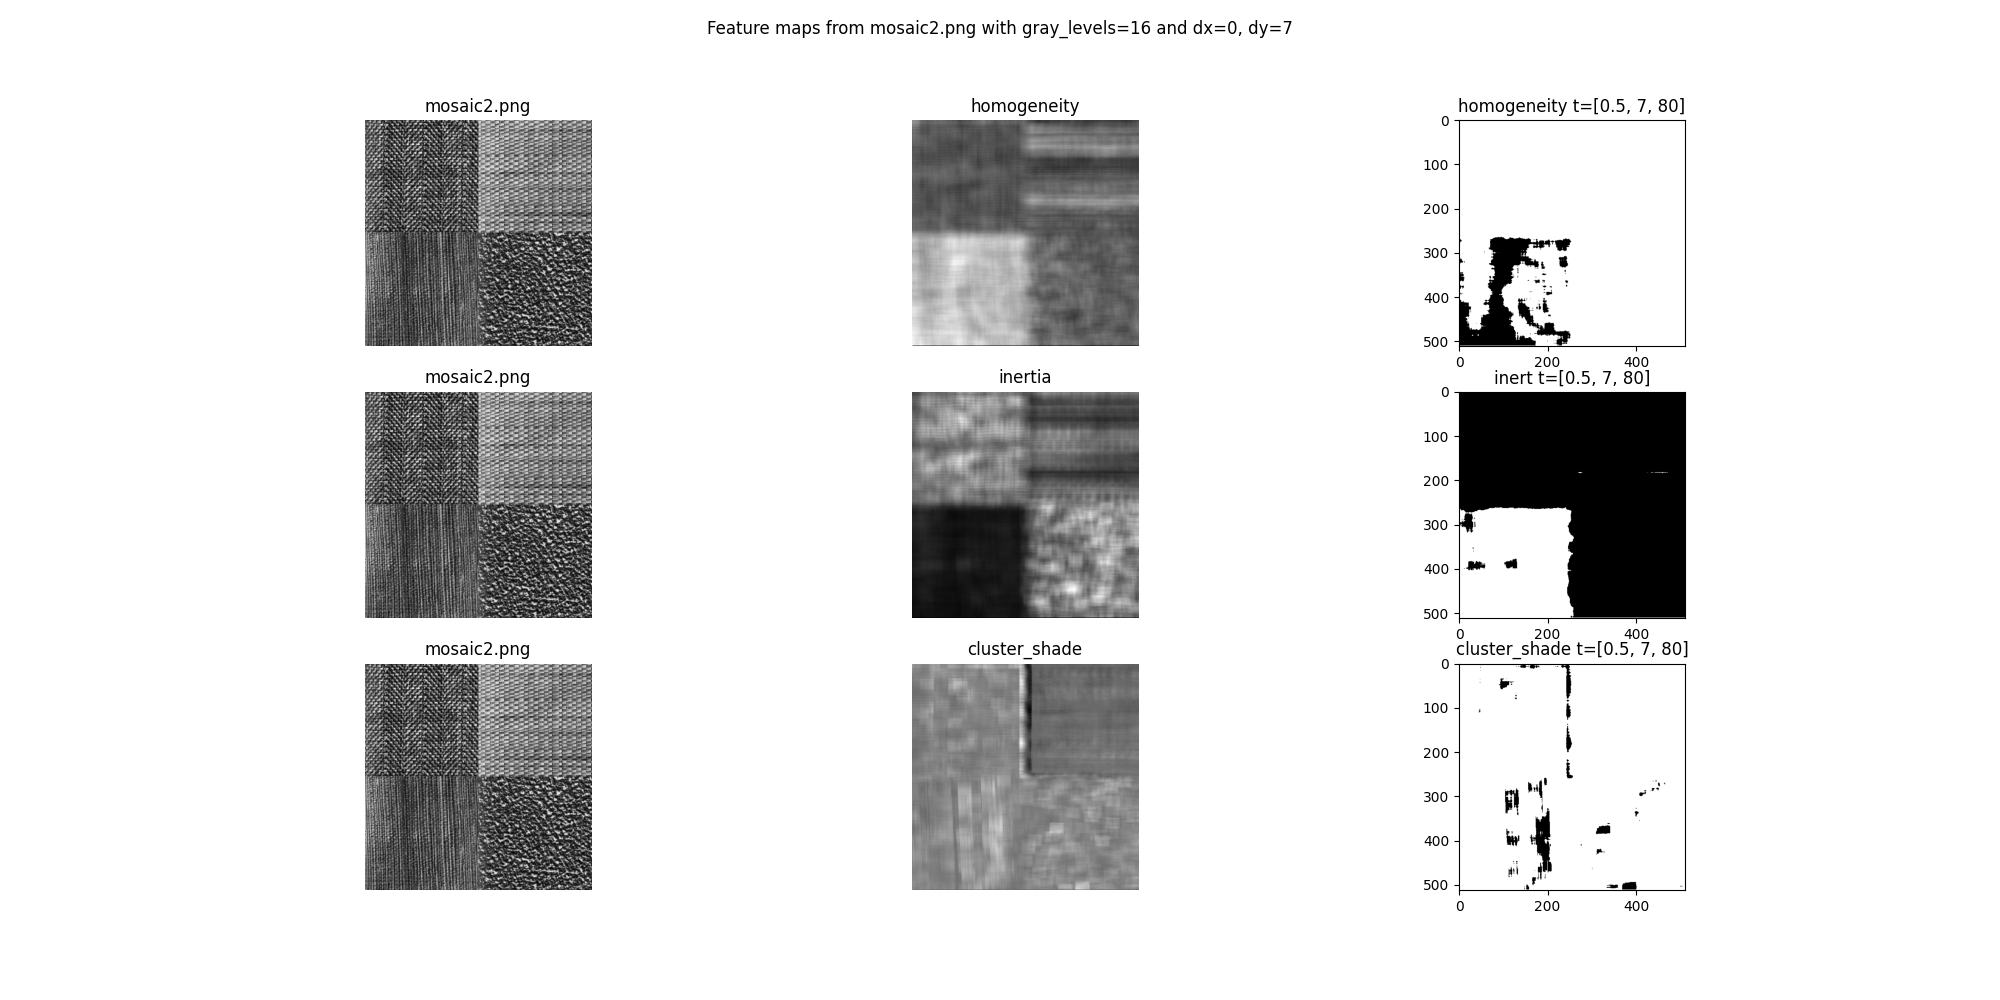 Feature maps from mosaic2.png with gray_levels=16 and dx=0, dy=7
mosaic2.png
homogeneity
homogeneity t=[0.5, 7, 80]
0
100
200
300
400
500
0 200 400
mosaic2.png
inertia
inert t=[0.5, 7, 80]
0
100
200
300
400
500
0 200 400
mosaic2.png
cluster_shade
cluster_shade t=[0.5, 7, 80]
0
100
200
300
400
500
0 200 400